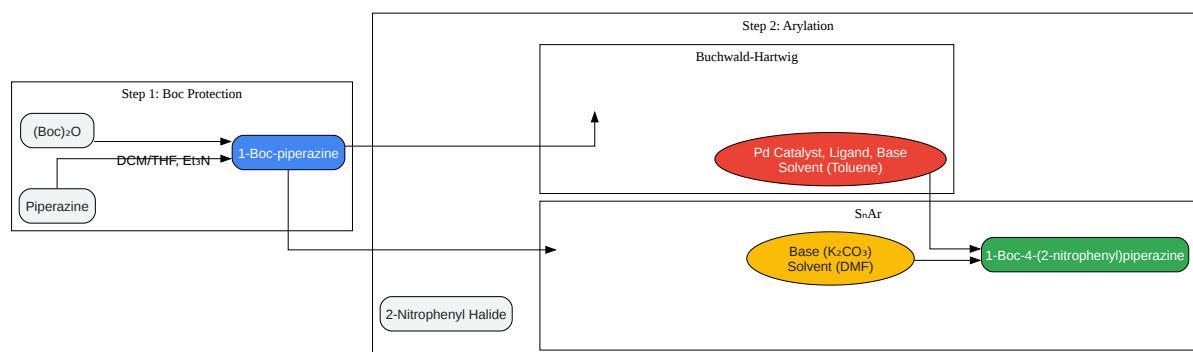 Step 2: Arylation
Buchwald-Hartwig
Step 1: Boc Protection
(Boc)₂O
DCM/THF, Et₃N
1-Boc-piperazine
Pd Catalyst, Ligand, Base
Solvent (Toluene)
Piperazine
SₙAr
Base (K₂CO₃)
Solvent (DMF)
1-Boc-4-(2-nitrophenyl)piperazine
2-Nitrophenyl Halide